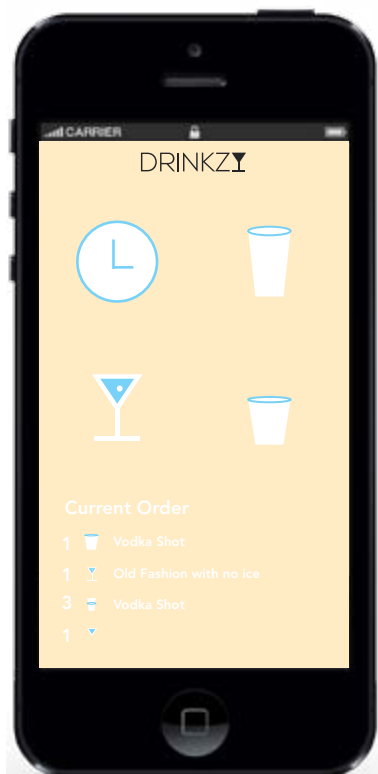 CARRIER
DRINKZY
Current Order
1 Vodka Shot
1 Old Fashion with no ice
3 Vodka Shot
1